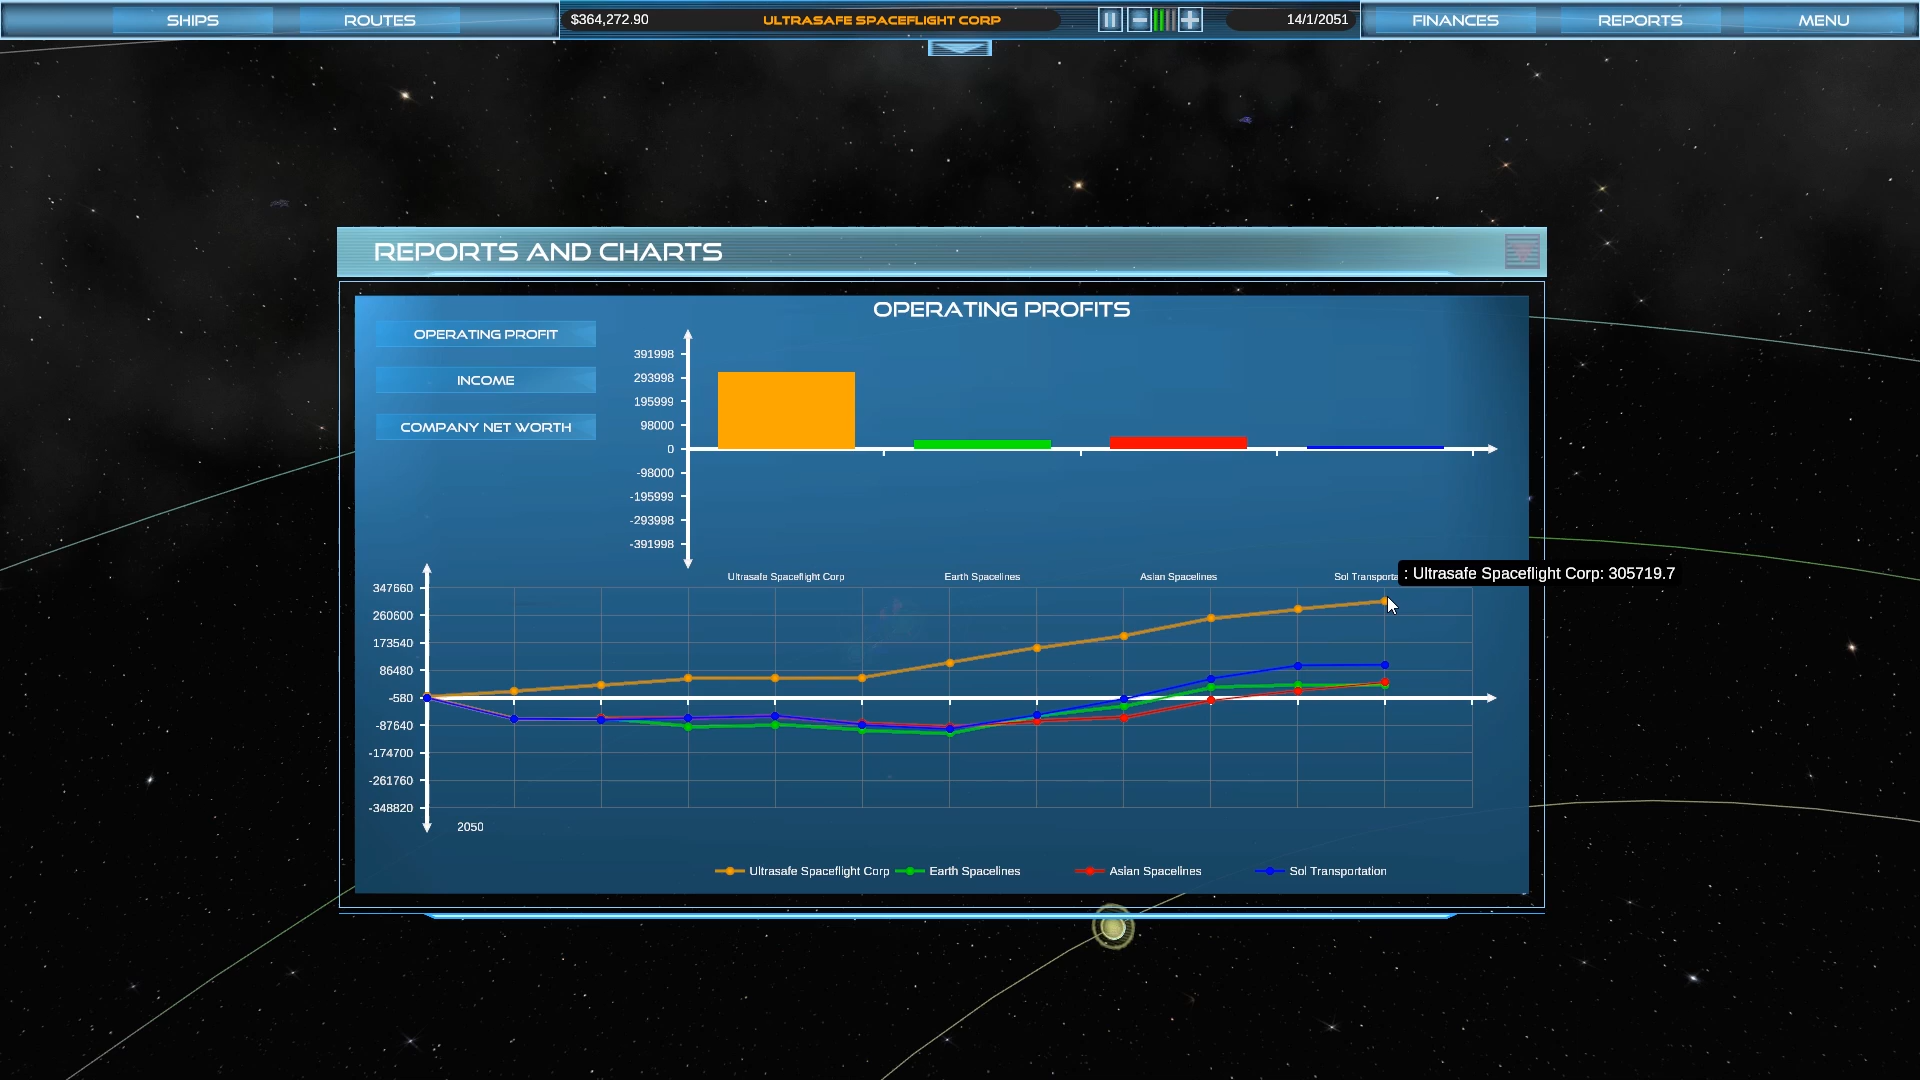 SHIPS
ROUTES
$364,272.90
ULTRASAFE SPACEFLIGHT CORP
14/1/2051
FINANCES
REPORTS
MENU
REPORTS AND CHARTS
OPERATING PROFITS
OPERATING PROFIT
INCOME
COMPANY NET WORTH
391998
293998
195999
98000
0
-98000
-195999
-293998
-391998
Ultrasafe Spaceflight Corp
Earth Spacelines
Asian Spacelines
Sol Transporta
: Ultrasafe Spaceflight Corp: 305719.7
347660
260600
173540
86480
-580
-87640
-174700
-261760
-348820
2050
Ultrasafe Spaceflight Corp
Earth Spacelines
Asian Spacelines
Sol Transportation